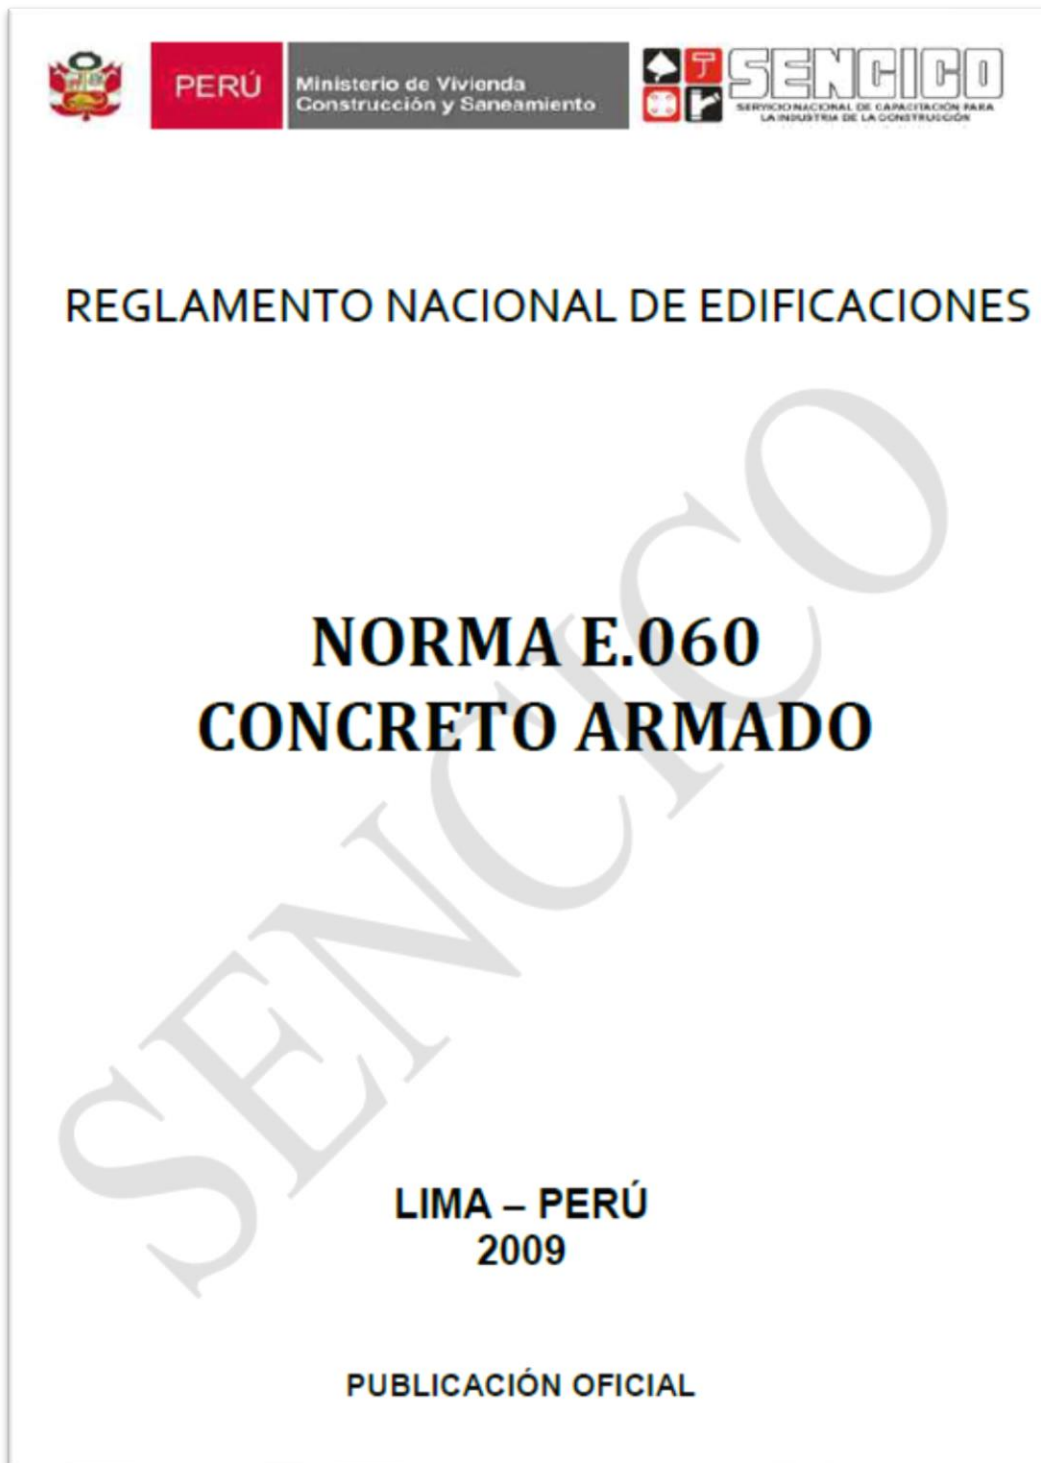 PERÚ
Ministerio de Vivienda
Construcción y Saneamiento
SENCICO
SERVICIO NACIONAL DE CAPACITACIÓN PARA
LA INDUSTRIA DE LA CONSTRUCCIÓN
REGLAMENTO NACIONAL DE EDIFICACIONES
NORMA E.060
CONCRETO ARMADO
SENCICO
LIMA – PERÚ
2009
PUBLICACIÓN OFICIAL